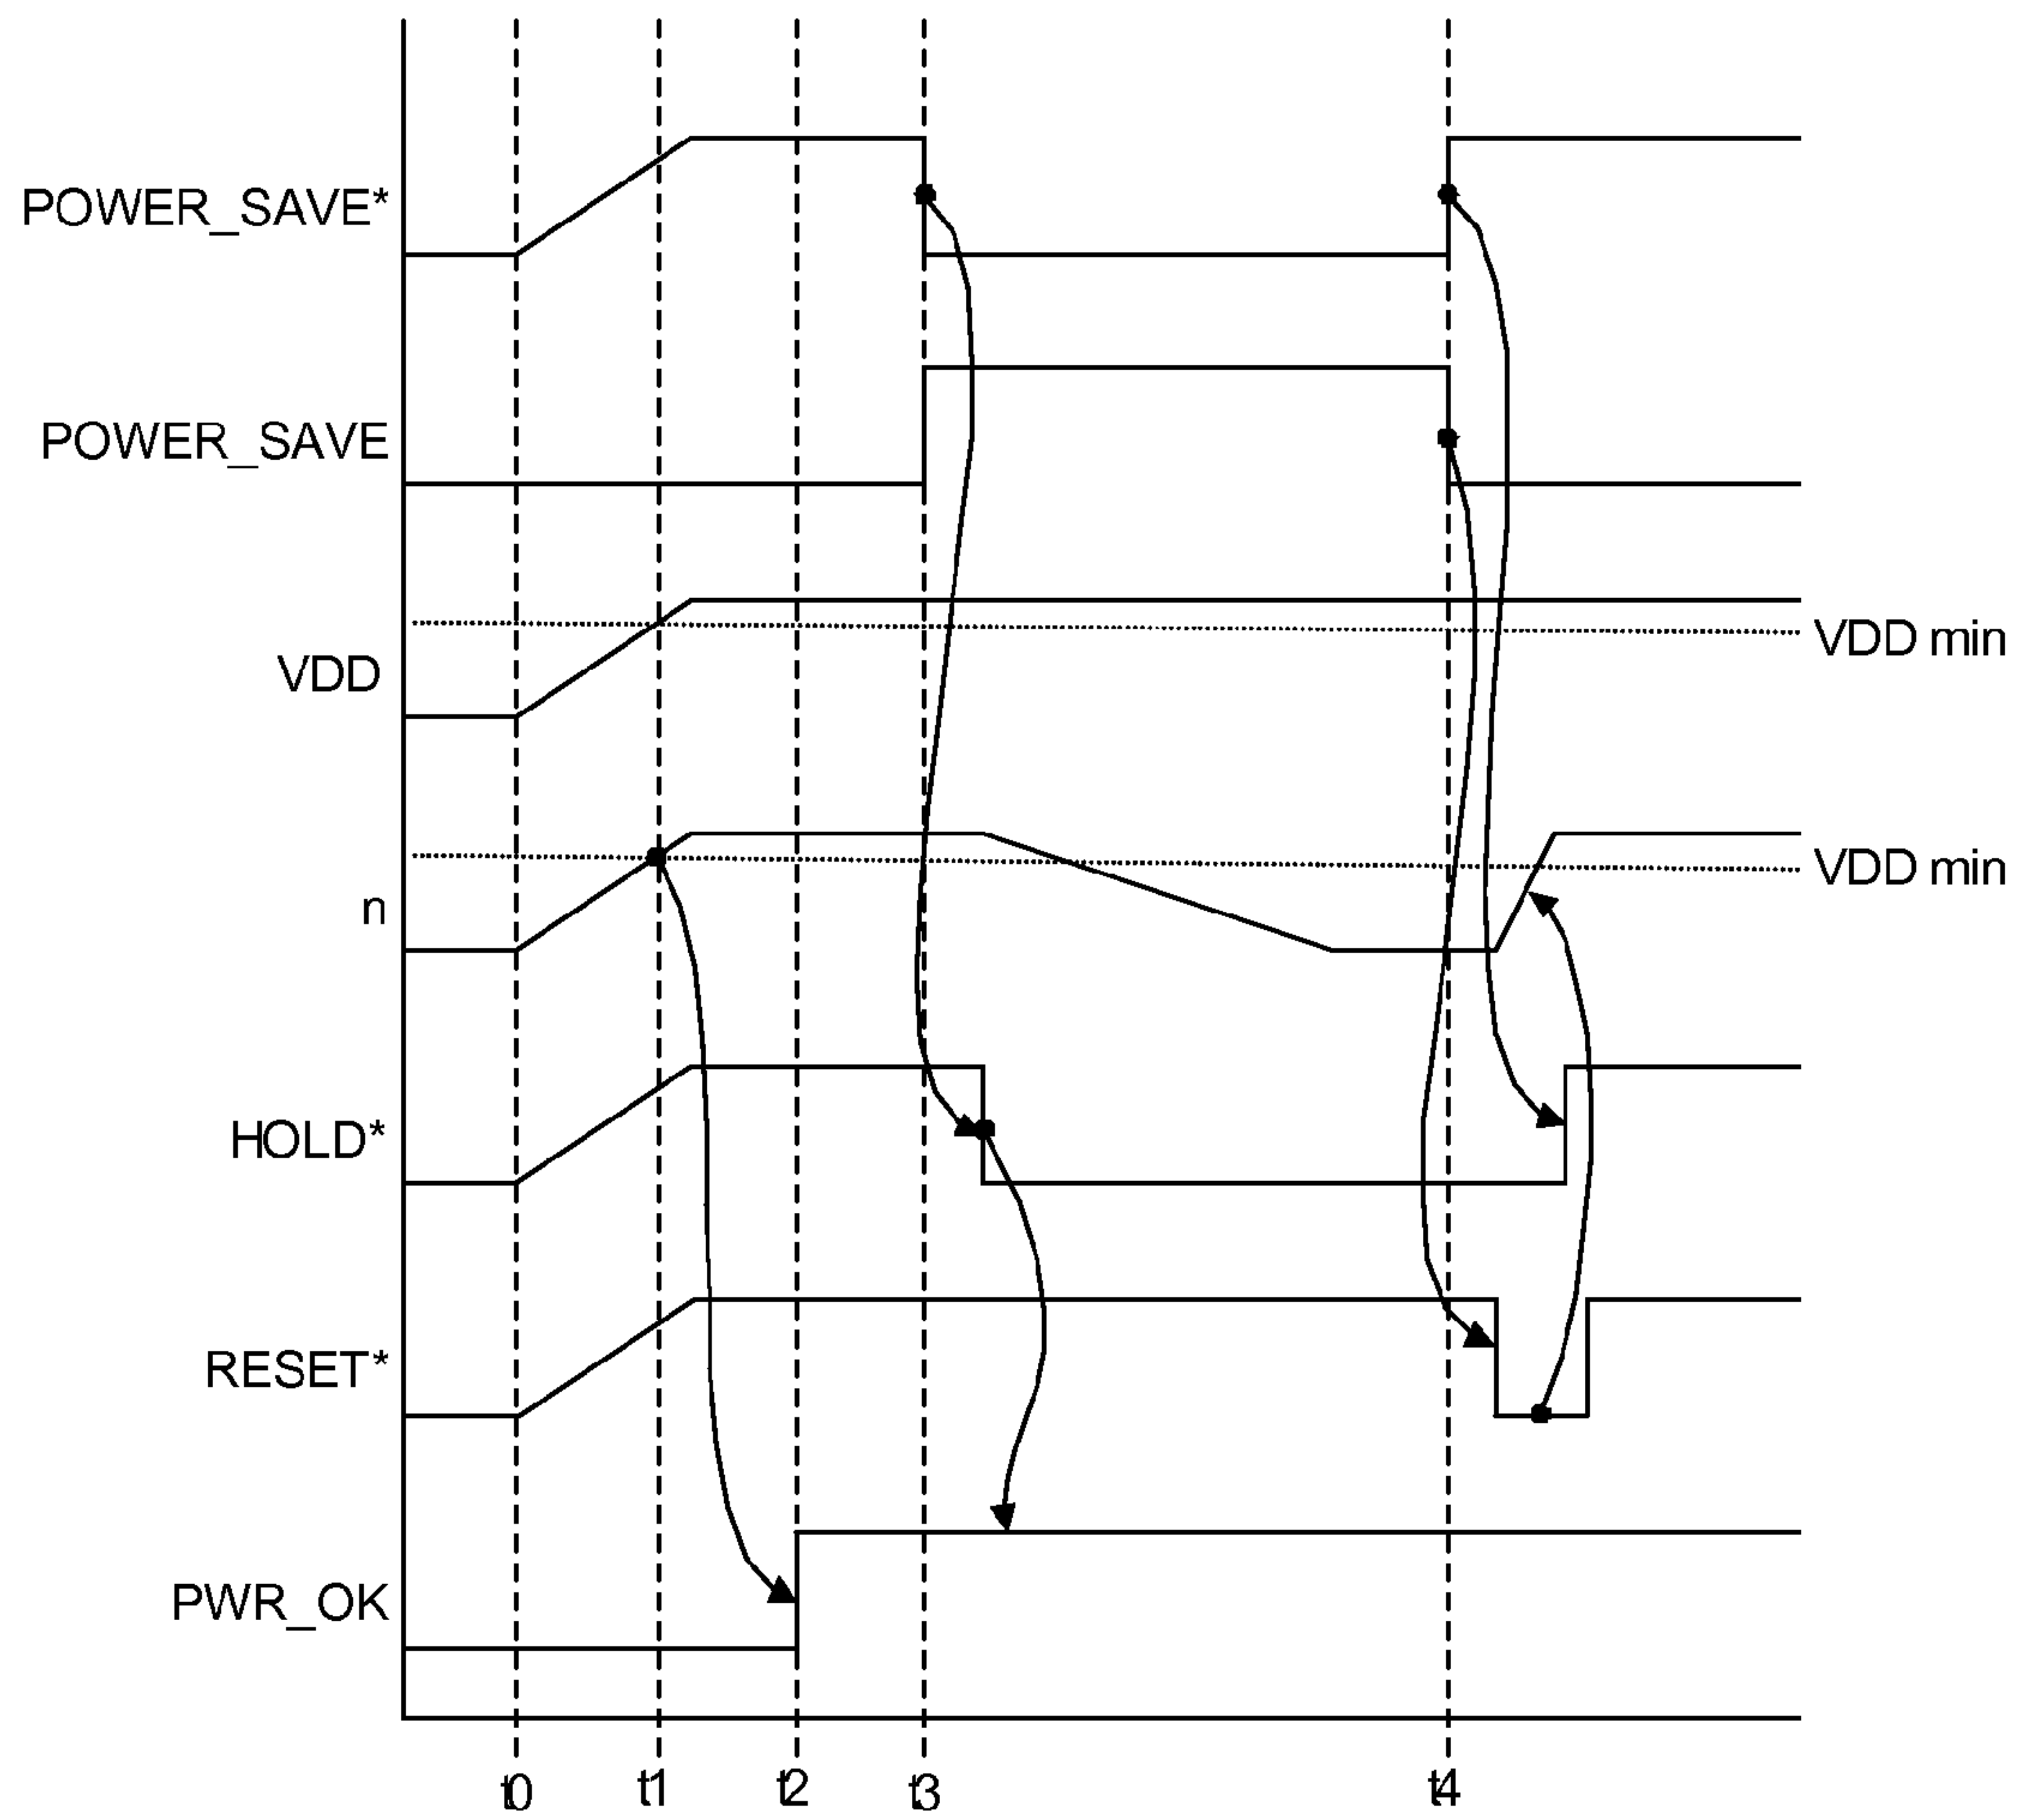 POWER_SAVE*
POWER_SAVE
VDD min
VDD
VDD min
n
HOLD*
RESET*
PWR_OK
t0 t1 t2 t3 t4